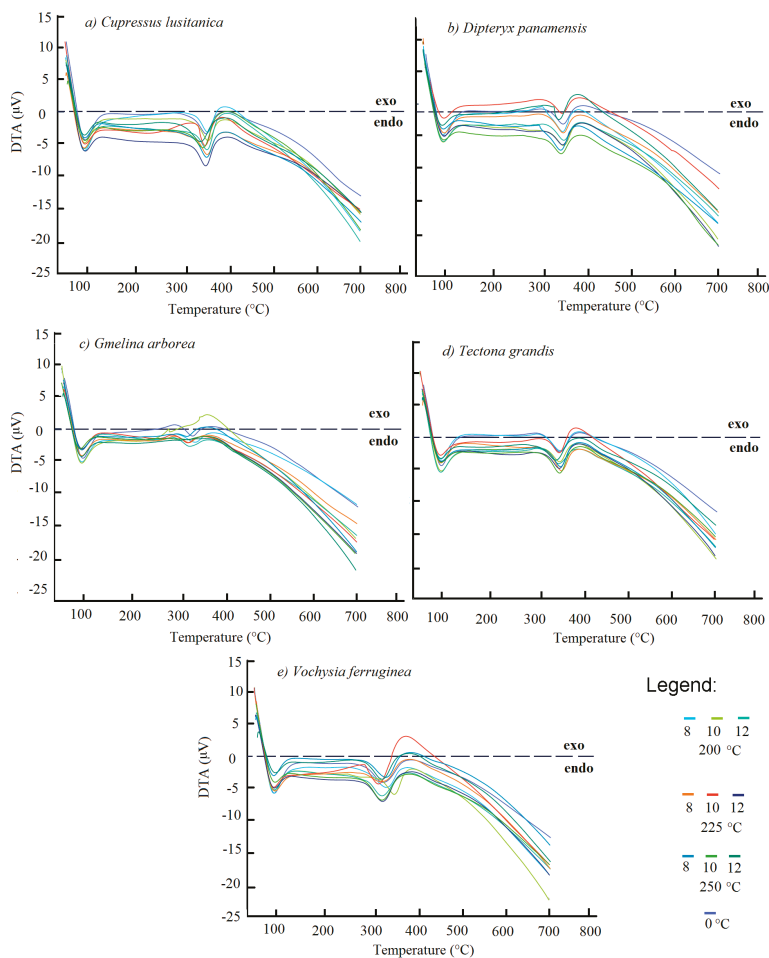 a) Cupressus lusitanica
15
10
5
0
-5
-10
-15
-20
-25
DTA (µV)
exo
endo
100
200
300
400
500
600
700
800
Temperature (°C)
b) Dipteryx panamensis
exo
endo
100
200
300
400
500
600
700
800
Temperature (°C)
c) Gmelina arborea
15
10
5
0
-5
-10
-15
-20
-25
DTA (µV)
exo
endo
100
200
300
400
500
600
700
800
Temperature (°C)
d) Tectona grandis
exo
endo
100
200
300
400
500
600
700
800
Temperature (°C)
e) Vochysia ferruginea
15
10
5
0
-5
-10
-15
-20
-25
DTA (µV)
exo
endo
100
200
300
400
500
600
700
800
Temperature (°C)
Legend:
8 10 12
200 °C
8 10 12
225 °C
8 10 12
250 °C
0 °C